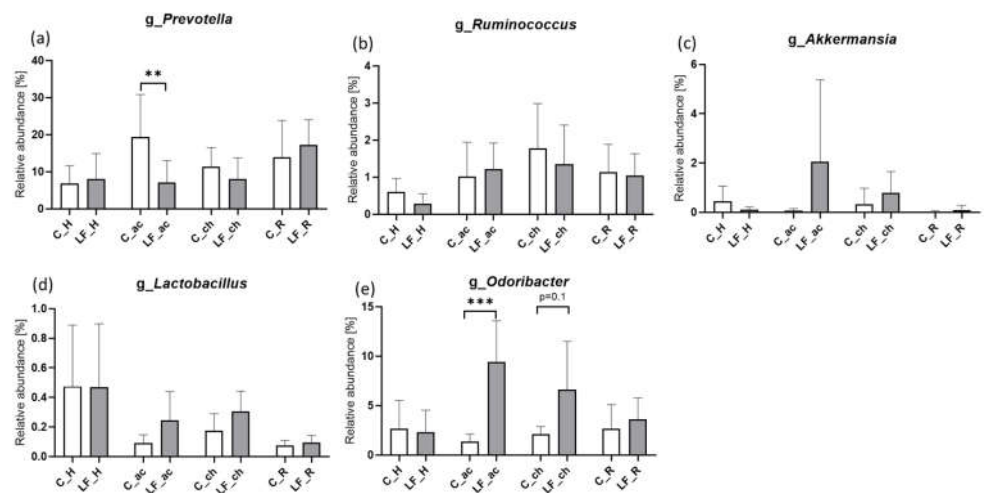 g_Prevotella
(a)
Relative abundance [%]
40
30
20
10
0
**
C_H
LF_H
C_ac
LF_ac
C_ch
LF_ch
C_R
LF_R
g_Ruminococcus
(b)
Relative abundance [%]
4
3
2
1
0
C_H
LF_H
C_ac
LF_ac
C_ch
LF_ch
C_R
LF_R
g_Akkermansia
(c)
Relative abundance [%]
6
4
2
0
C_H
LF_H
C_ac
LF_ac
C_ch
LF_ch
C_R
LF_R
g_Lactobacillus
(d)
Relative abundance [%]
1.0
0.8
0.6
0.4
0.2
0.0
C_H
LF_H
C_ac
LF_ac
C_ch
LF_ch
C_R
LF_R
g_Odoribacter
(e)
Relative abundance [%]
15
10
5
0
***
p=0.1
C_H
LF_H
C_ac
LF_ac
C_ch
LF_ch
C_R
LF_R